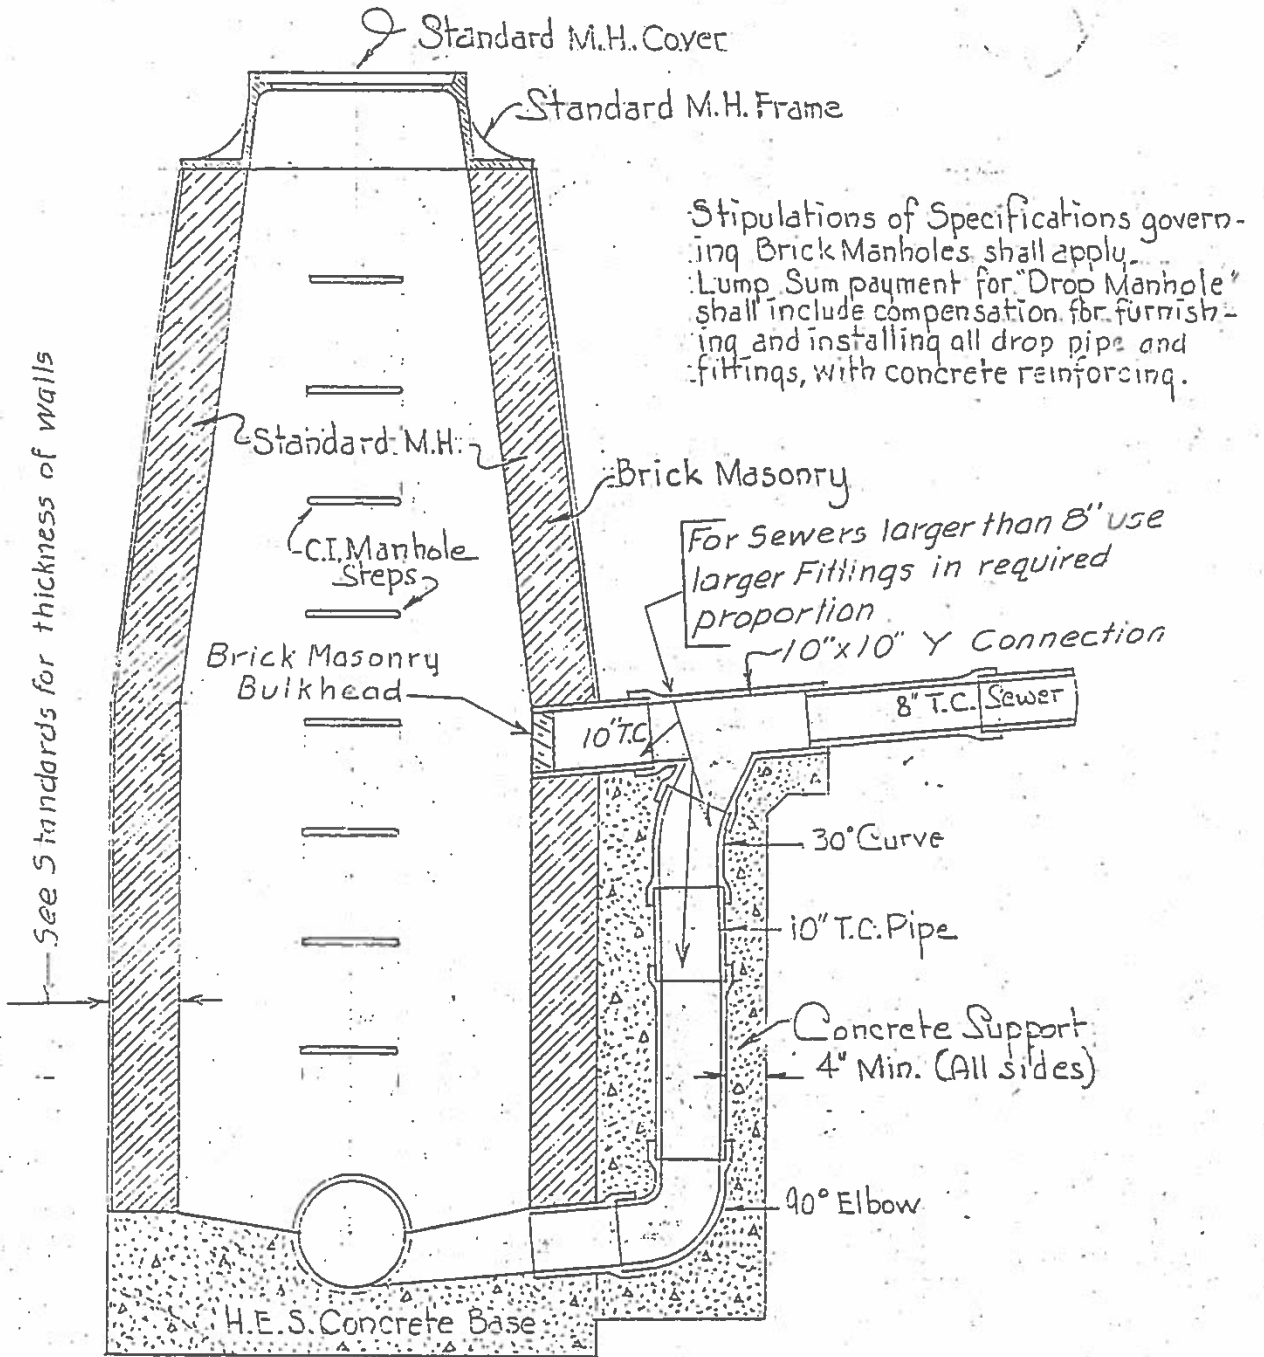 Standard M.H. Cover
Standard M.H. Frame
Stipulations of Specifications govern-
ing Brick Manholes shall apply.
Lump Sum payment for "Drop Manhole"
shall include compensation for furnish-
ing and installing all drop pipe and
fittings, with concrete reinforcing.
See Standards for thickness of walls
Standard M.H.
Brick Masonry
C.I. Manhole
Steps
For Sewers larger than 8" use
larger Fittings in required
proportion
10"x10" Y Connection
Brick Masonry
Bulkhead
10" T.C.
8" T.C. Sewer
30° Curve
10" T.C. Pipe
Concrete Support
4" Min. (All sides)
90° Elbow
H.E.S. Concrete Base